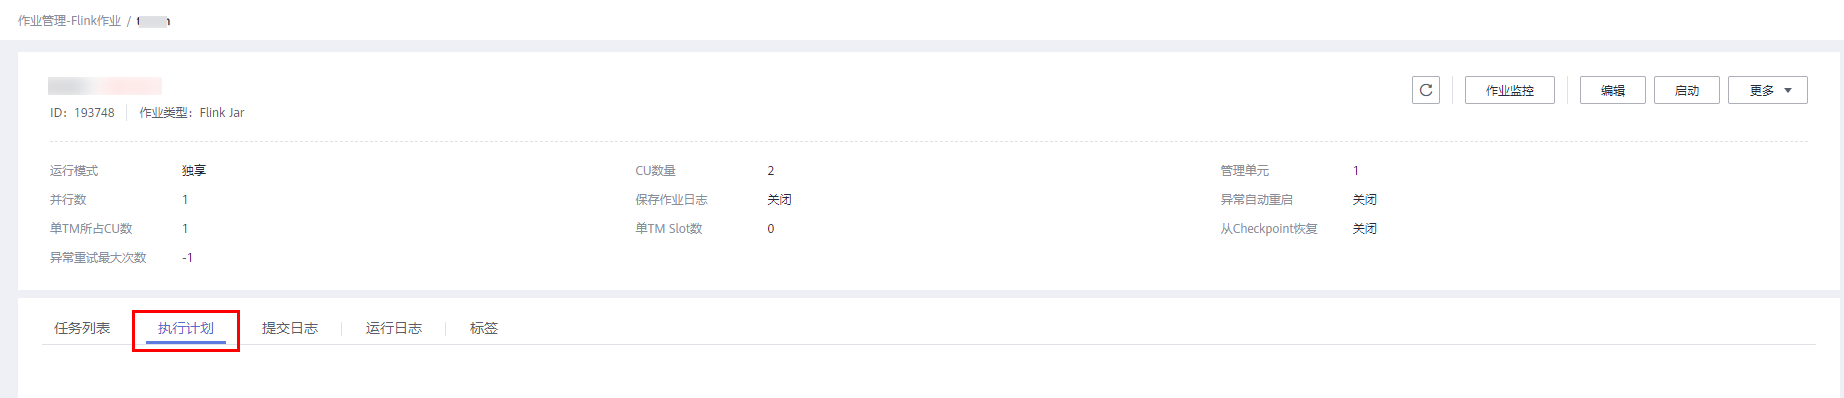 作业管理-Flink作业 /
作业监控 编辑 启动 更多
ID: 193748 作业类型: Flink Jar
运行模式 独享 CU数量 2 管理单元 1
并行数 1 保存作业日志 关闭 异常自动重启 关闭
单TM所占CU数 1 单TM Slot数 0 从Checkpoint恢复 关闭
异常重试最大次数 -1
任务列表 执行计划 提交日志 运行日志 标签